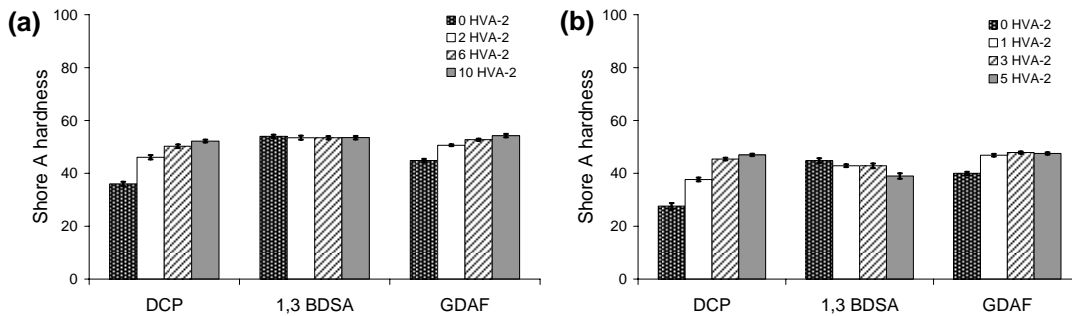 (a)
100
80
60
40
20
0
Shore A hardness
0 HVA-2
2 HVA-2
6 HVA-2
10 HVA-2
DCP 1,3 BDSA GDAF
(b)
100
80
60
40
20
0
Shore A hardness
0 HVA-2
1 HVA-2
3 HVA-2
5 HVA-2
DCP 1,3 BDSA GDAF